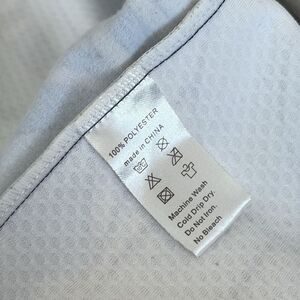 100% POLYESTER
made in CHINA
Machine Wash
Cold Drip Dry.
Do Not Iron.
No Bleach